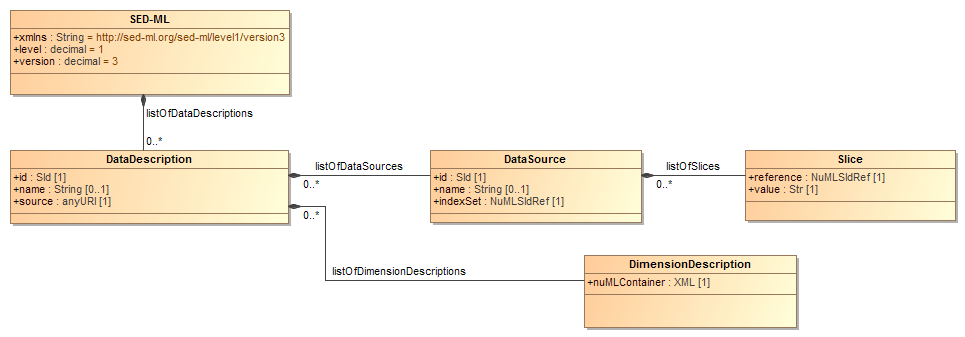 SED-ML
+xmlns : String = http://sed-ml.org/sed-ml/level1/version3
+level : decimal = 1
+version : decimal = 3
listOfDataDescriptions
0..*
DataDescription
+id : SId [1]
+name : String [0..1]
+source : anyURI [1]
listOfDataSources
0..*
DataSource
+id : SId [1]
+name : String [0..1]
+indexSet : NuMLSIdRef [1]
listOfSlices
0..*
Slice
+reference : NuMLSIdRef [1]
+value : Str [1]
0..*
listOfDimensionDescriptions
DimensionDescription
+nuMLContainer : XML [1]